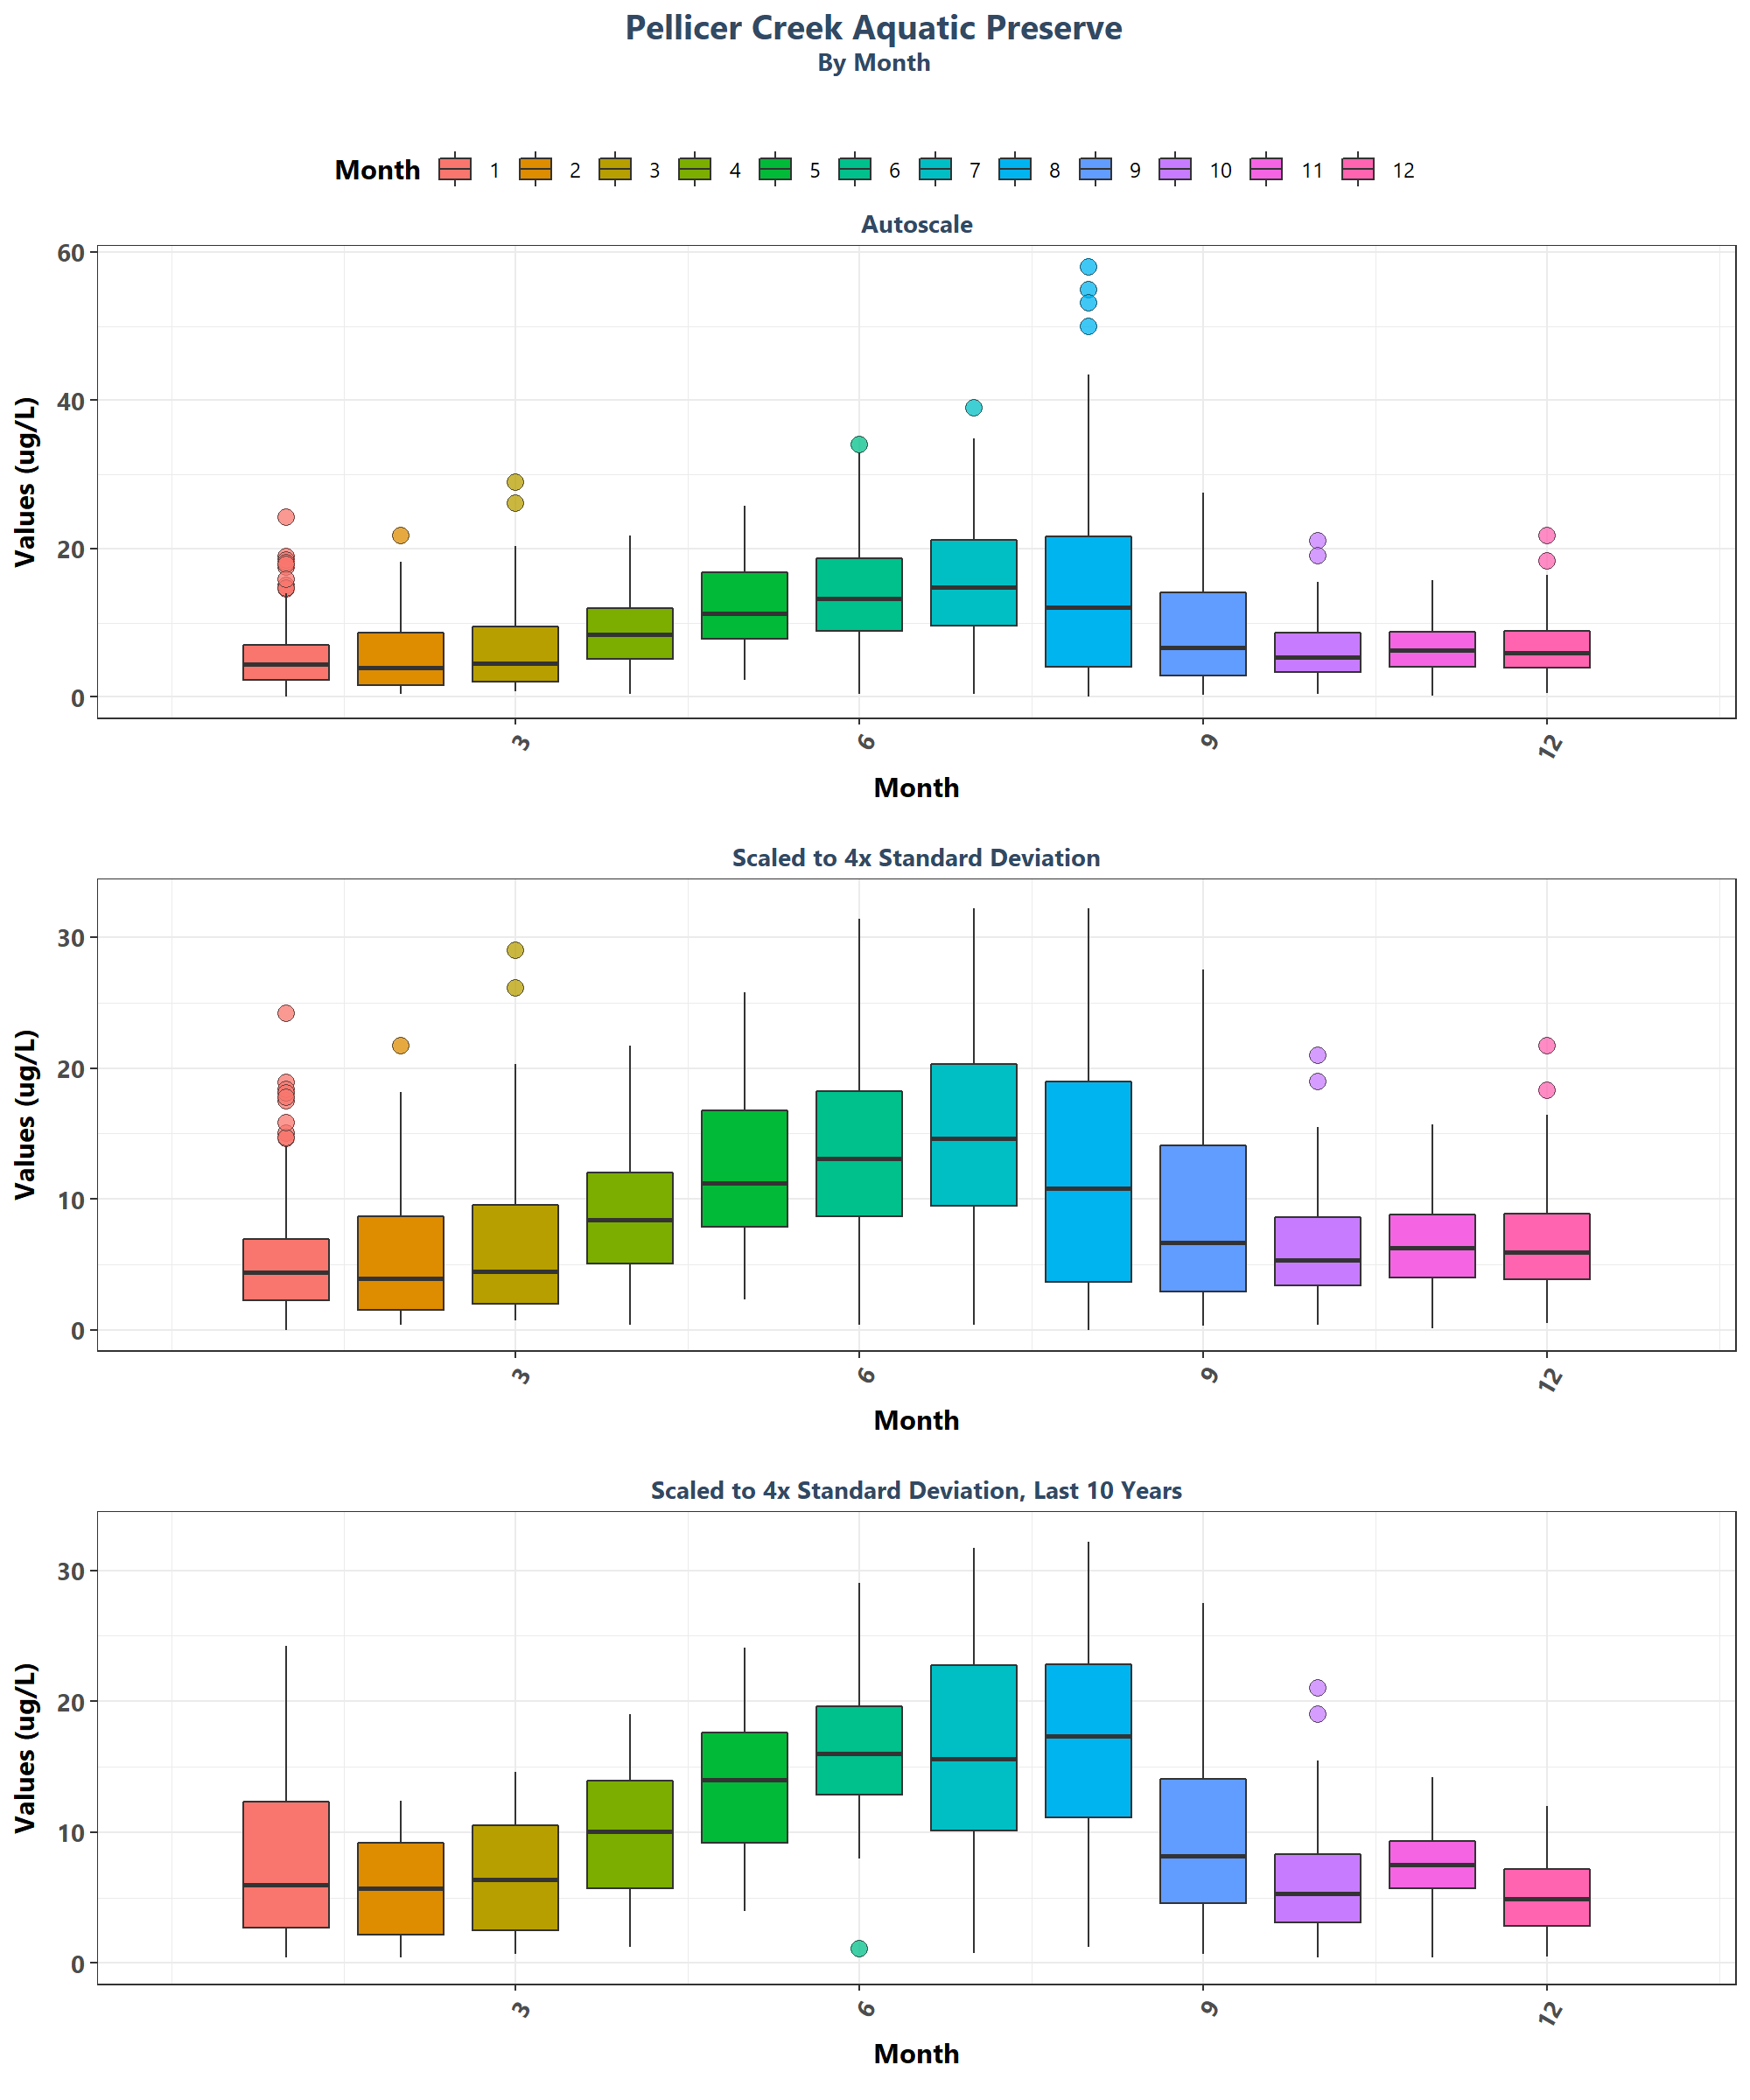 Pellicer Creek Aquatic Preserve
By Month
Month 1 2 3 4 5 6 7 8 9 10 11 12
Autoscale
Values (ug/L)
60
40
20
0
3 6 9 12
Month
Scaled to 4x Standard Deviation
Values (ug/L)
30
20
10
0
3 6 9 12
Month
Scaled to 4x Standard Deviation, Last 10 Years
Values (ug/L)
30
20
10
0
3 6 9 12
Month